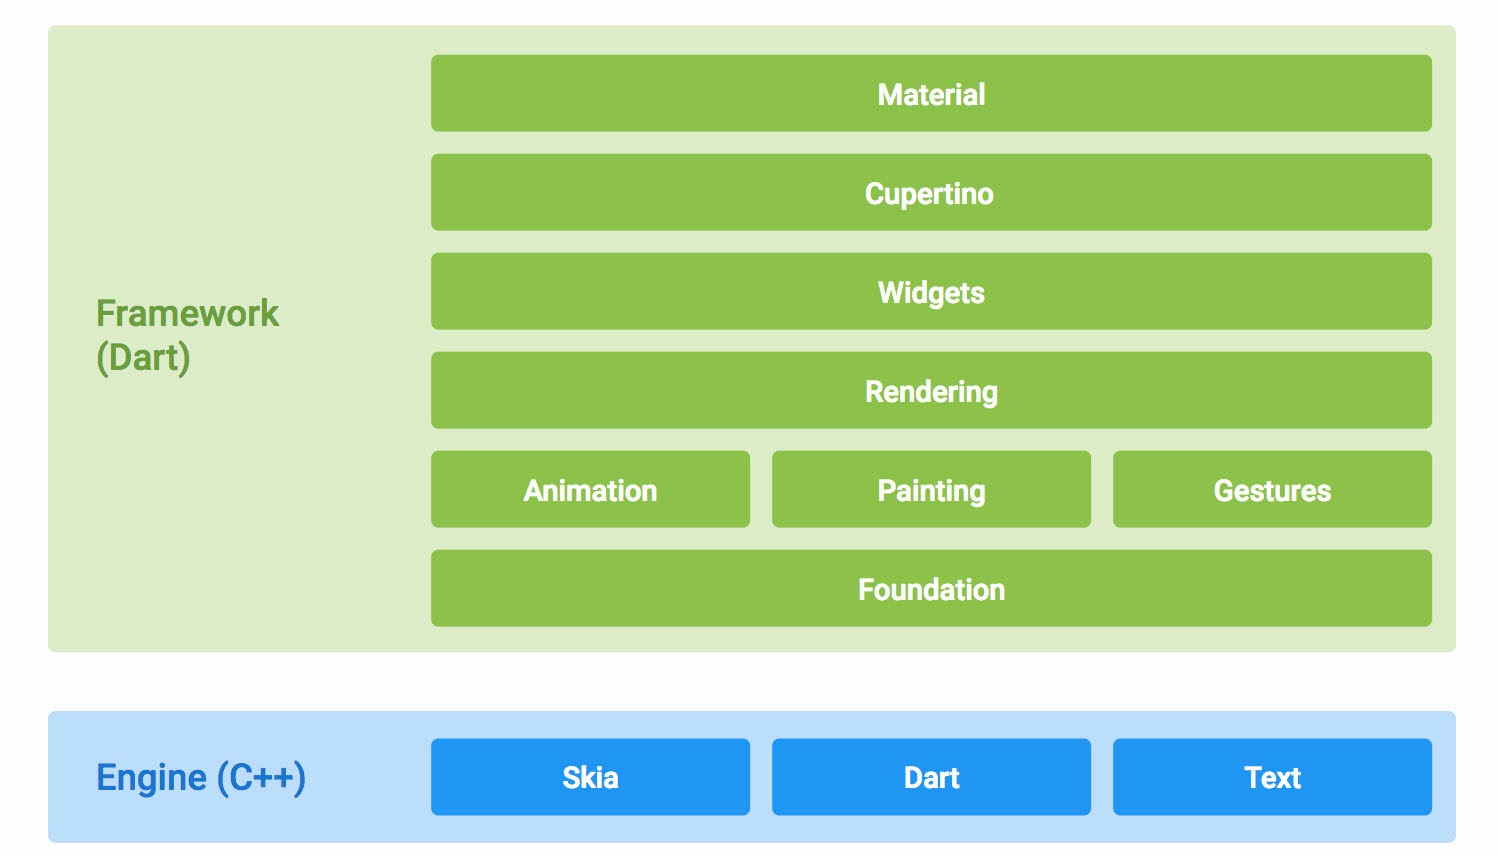 Material
Cupertino
Widgets
Framework
(Dart)
Rendering
Animation Painting Gestures
Foundation
Engine (C++) Skia Dart Text